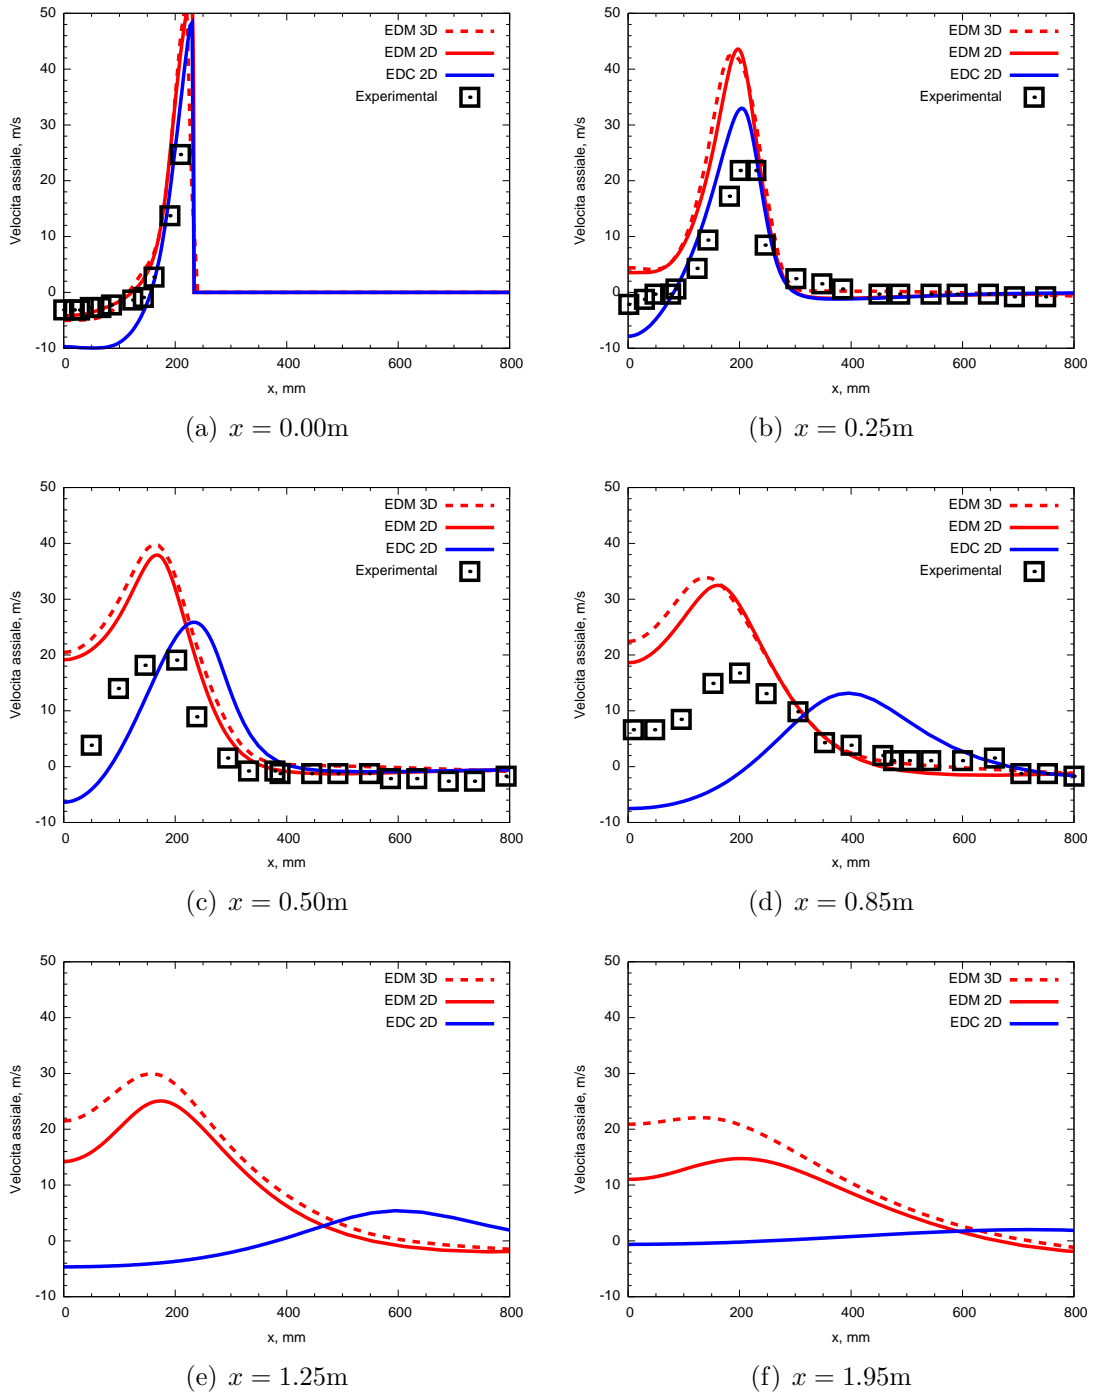 50
40
30
20
10
0
-10
0
200
400
600
800
Velocita assiale, m/s
x, mm
EDM 3D
EDM 2D
EDC 2D
Experimental
(a) x = 0.00m
50
40
30
20
10
0
-10
0
200
400
600
800
Velocita assiale, m/s
x, mm
EDM 3D
EDM 2D
EDC 2D
Experimental
(b) x = 0.25m
50
40
30
20
10
0
-10
0
200
400
600
800
Velocita assiale, m/s
x, mm
EDM 3D
EDM 2D
EDC 2D
Experimental
(c) x = 0.50m
50
40
30
20
10
0
-10
0
200
400
600
800
Velocita assiale, m/s
x, mm
EDM 3D
EDM 2D
EDC 2D
Experimental
(d) x = 0.85m
50
40
30
20
10
0
-10
0
200
400
600
800
Velocita assiale, m/s
x, mm
EDM 3D
EDM 2D
EDC 2D
(e) x = 1.25m
50
40
30
20
10
0
-10
0
200
400
600
800
Velocita assiale, m/s
x, mm
EDM 3D
EDM 2D
EDC 2D
(f) x = 1.95m